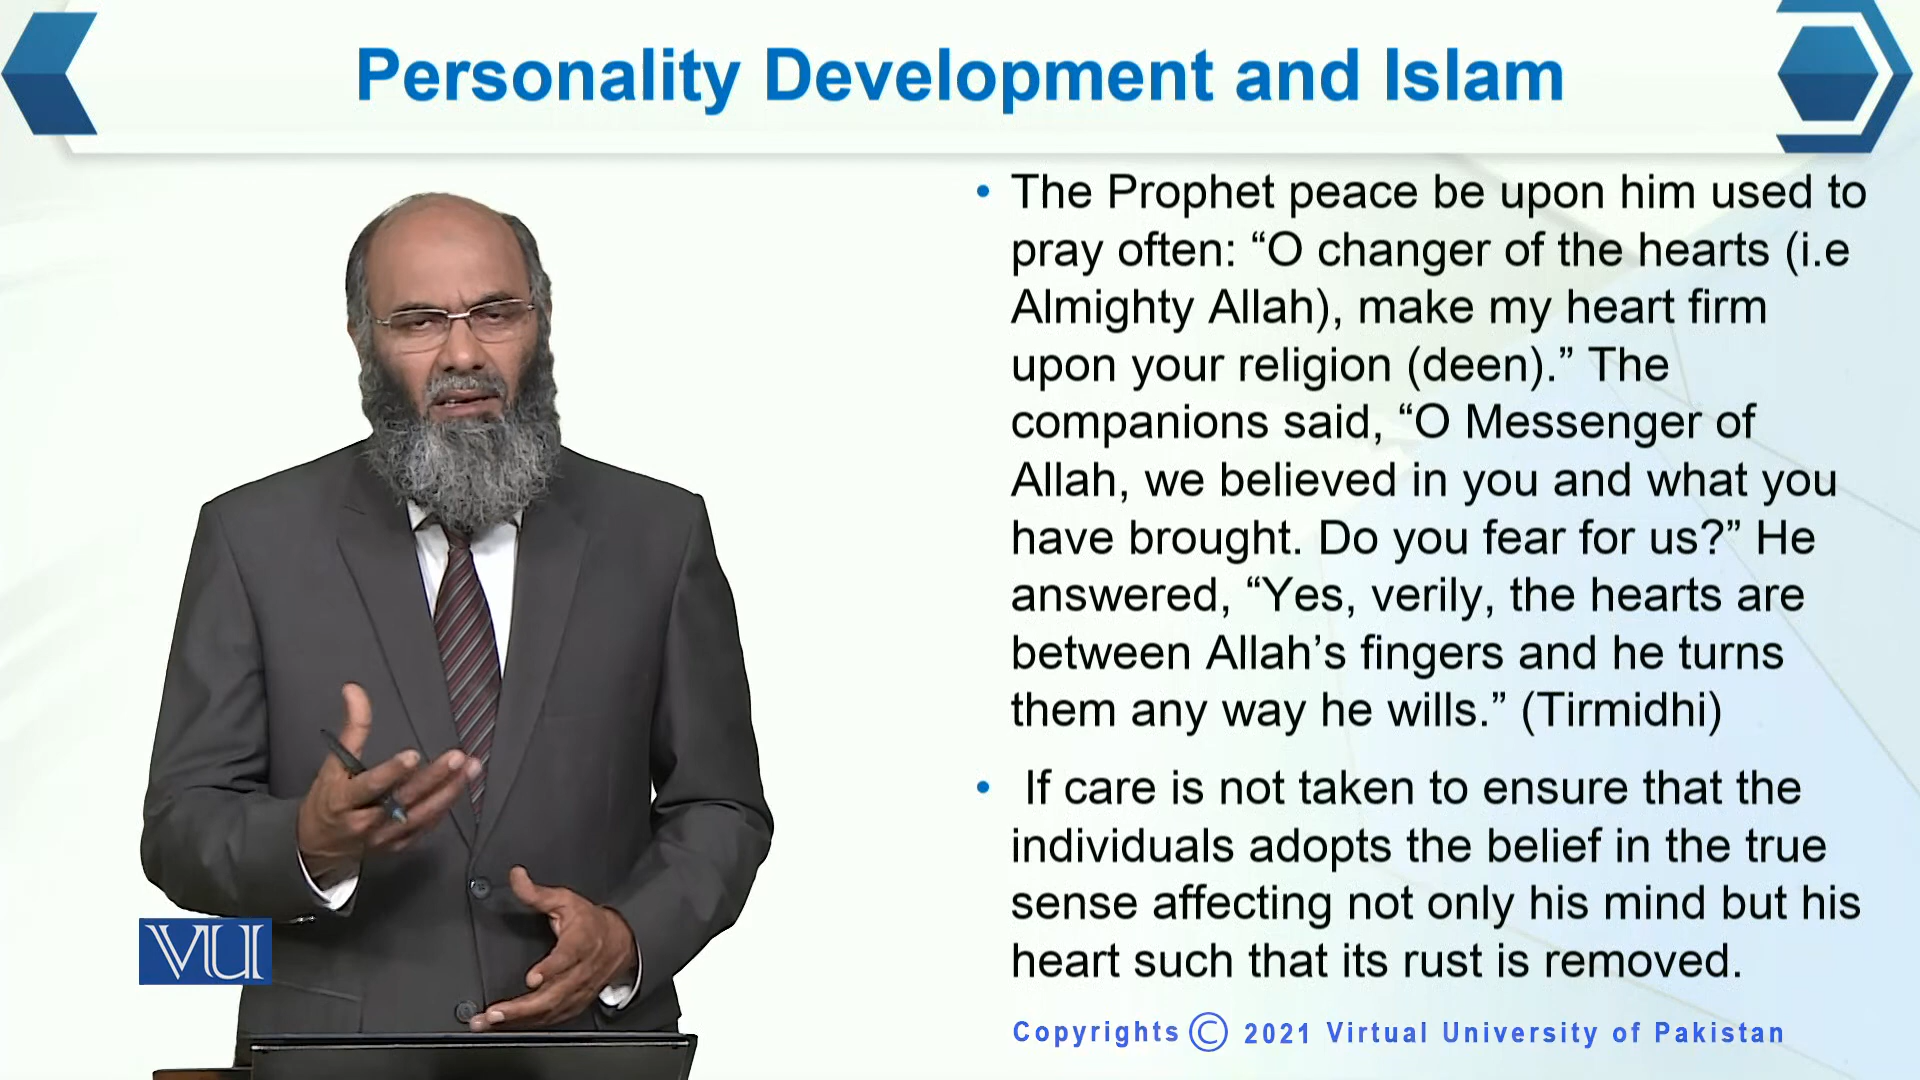 Personality Development and Islam
• The Prophet peace be upon him used to
pray often: “O changer of the hearts (i.e
Almighty Allah), make my heart firm
upon your religion (deen).” The
companions said, “O Messenger of
Allah, we believed in you and what you
have brought. Do you fear for us?” He
answered, “Yes, verily, the hearts are
between Allah’s fingers and he turns
them any way he wills.” (Tirmidhi)
• If care is not taken to ensure that the
individuals adopts the belief in the true
sense affecting not only his mind but his
heart such that its rust is removed.
VU
Copyrights © 2021 Virtual University of Pakistan